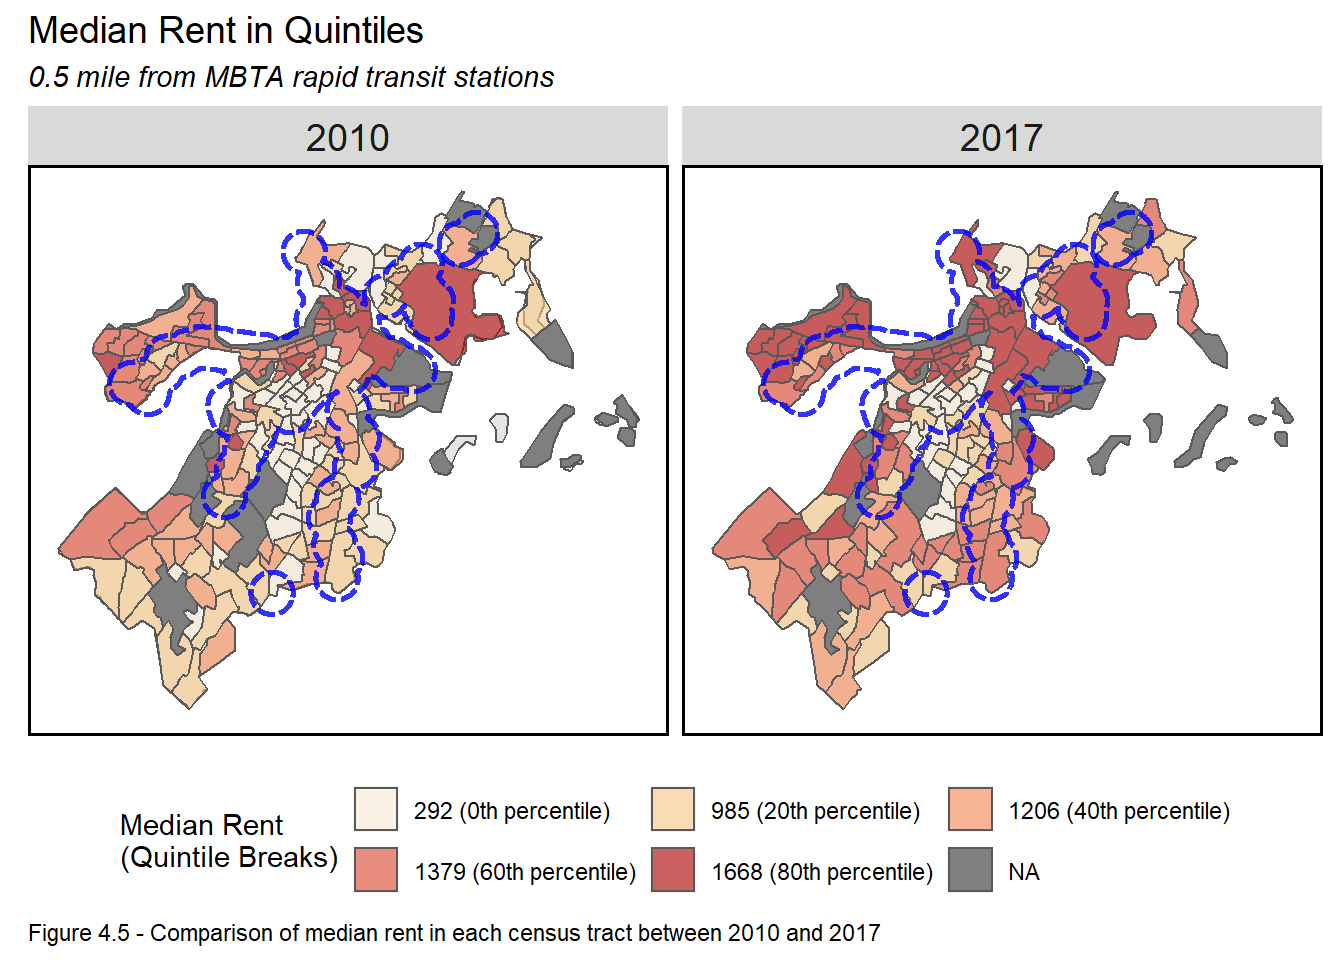 Median Rent in Quintiles
0.5 mile from MBTA rapid transit stations
2010
2017
Median Rent
(Quintile Breaks)
292 (0th percentile)
985 (20th percentile)
1206 (40th percentile)
1379 (60th percentile)
1668 (80th percentile)
NA
Figure 4.5 - Comparison of median rent in each census tract between 2010 and 2017